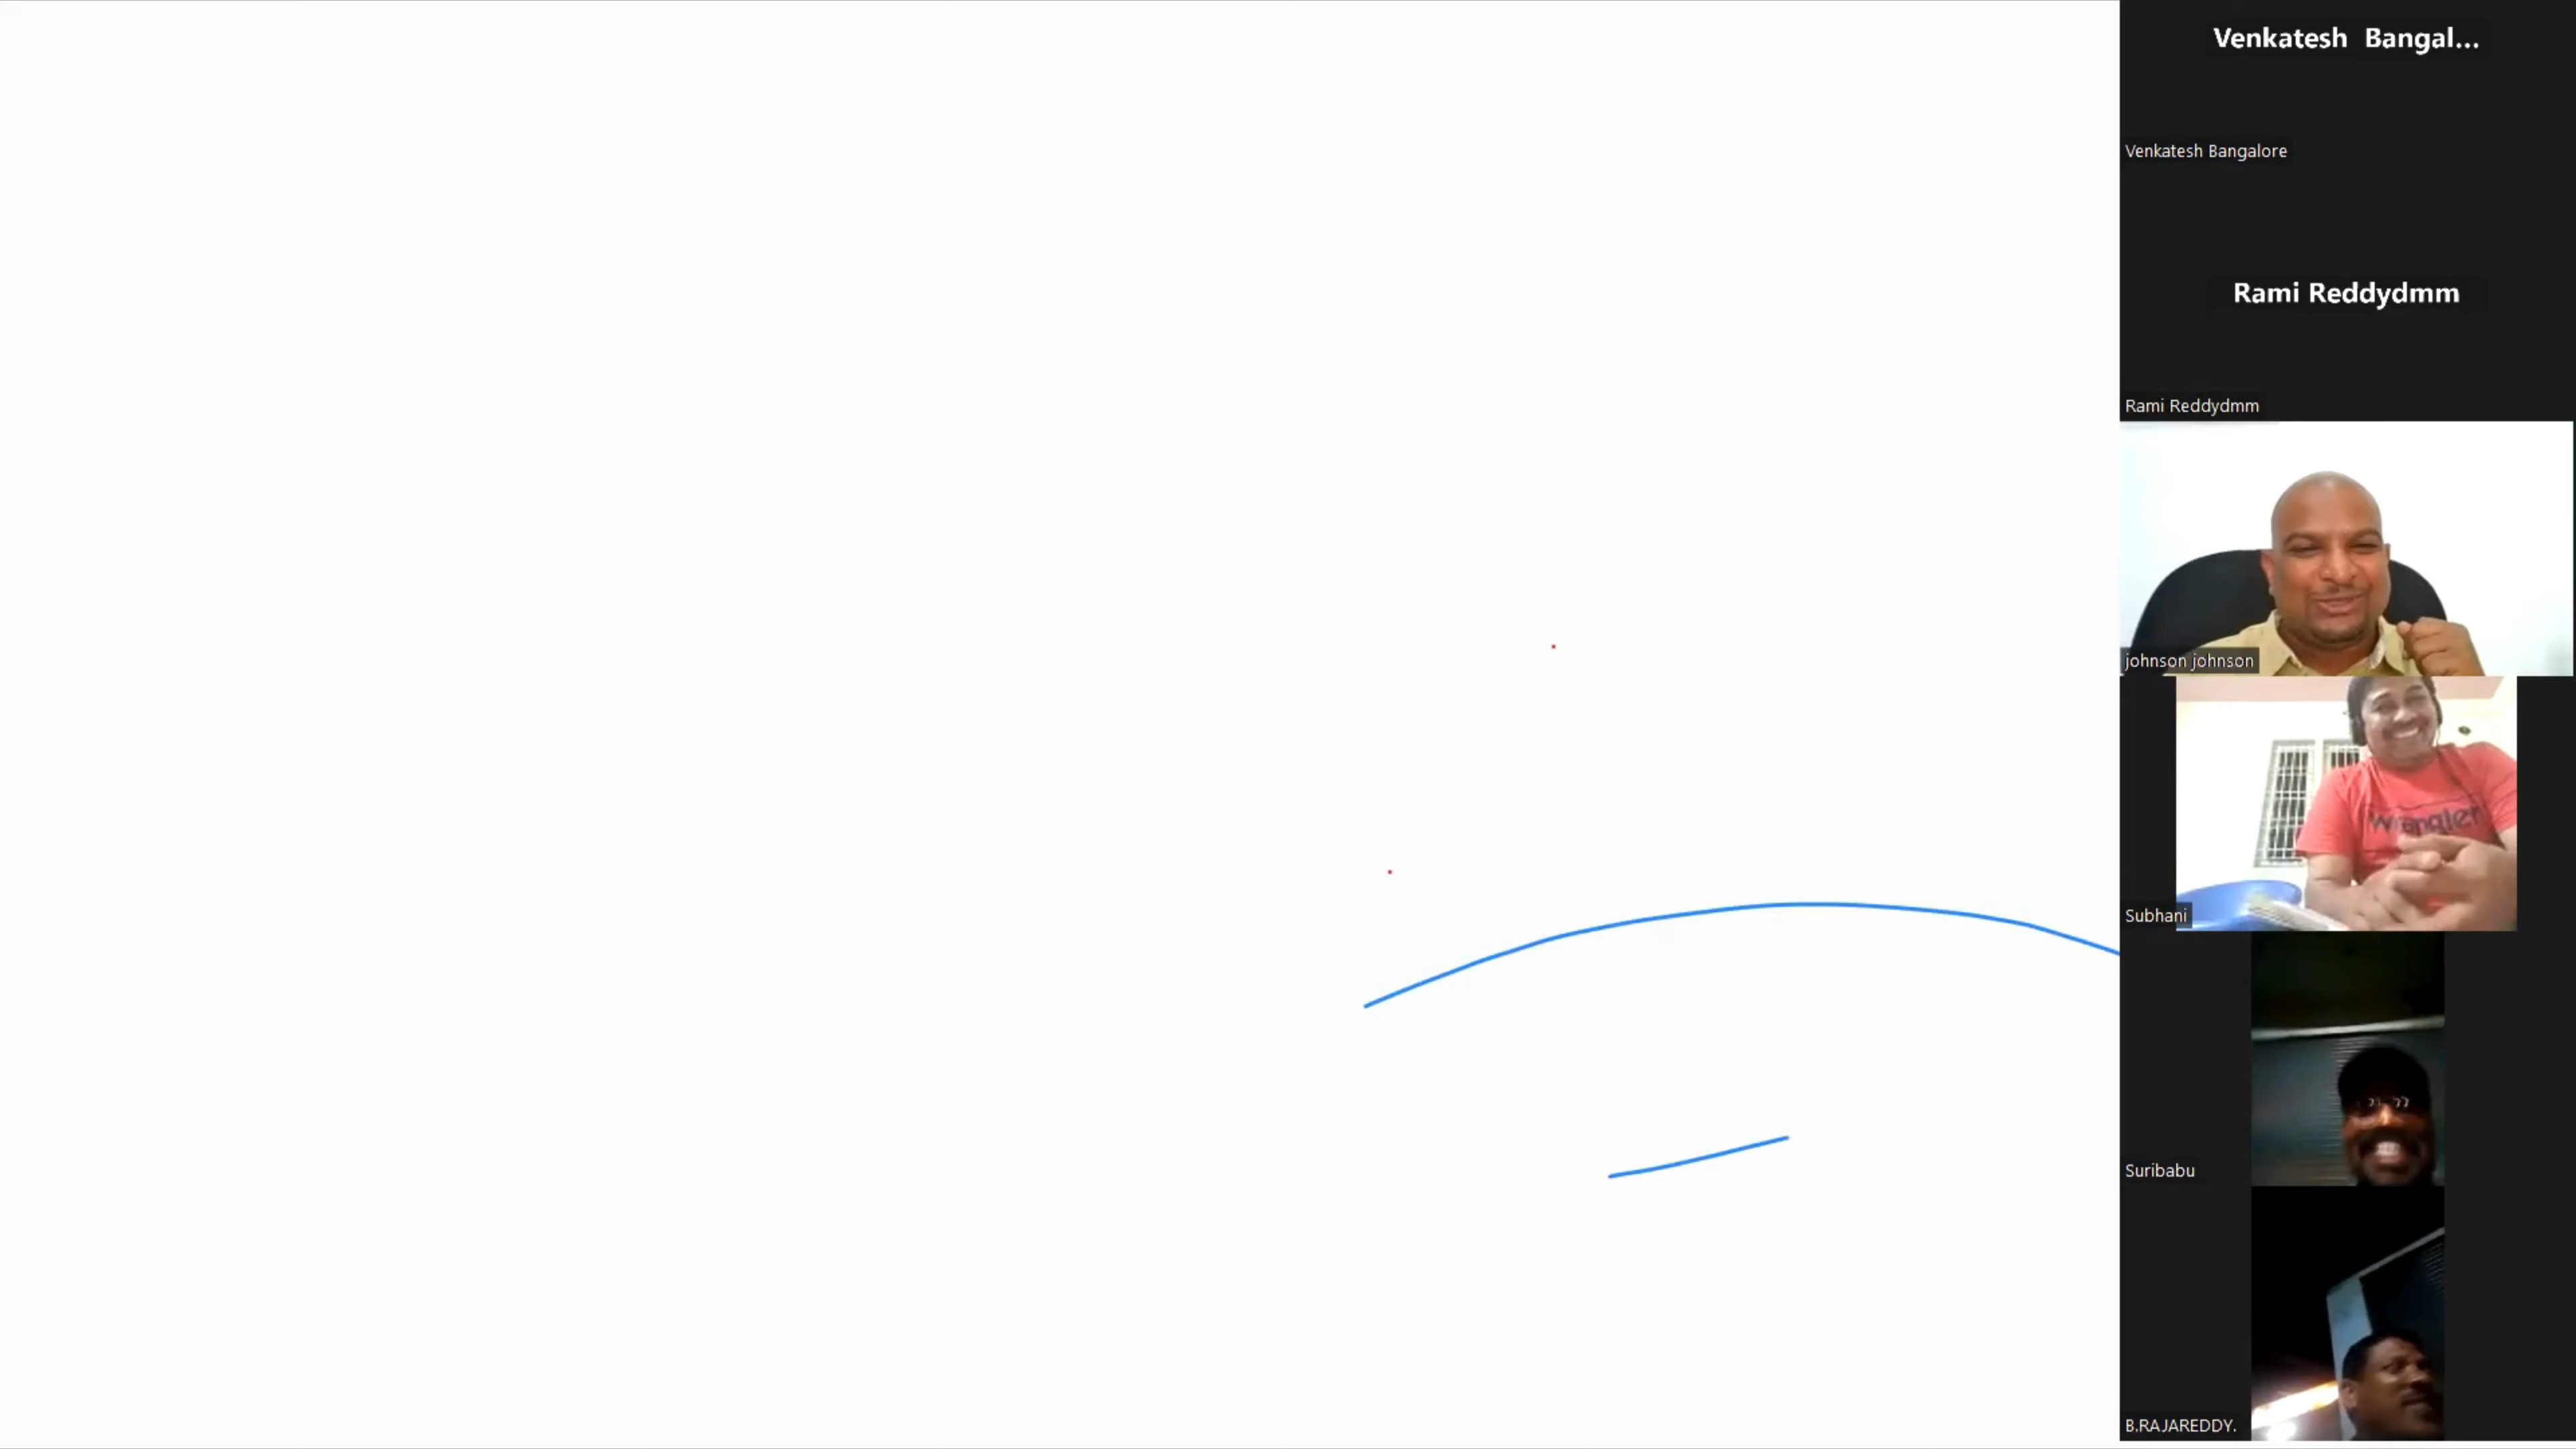 Venkatesh Bangal...
Venkatesh Bangalore
Rami Reddydmm
Rami Reddydmm
johnson johnson
Wrangler
Subhani
Suribabu
B.RAJAREDDY.